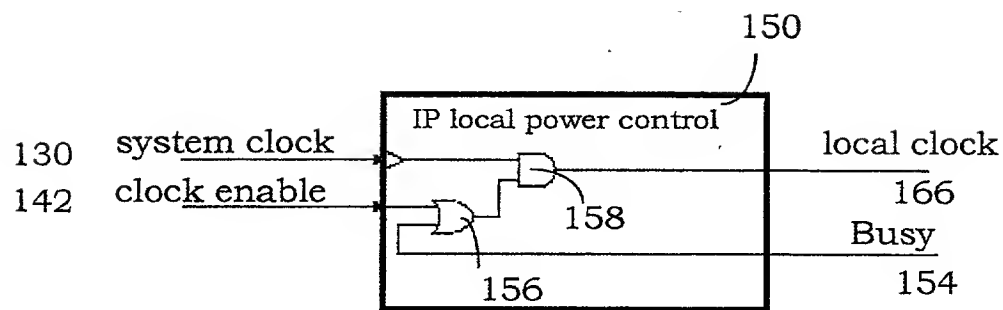 150
IP local power control
130 system clock
local clock
142 clock enable
166
158
Busy
156
154